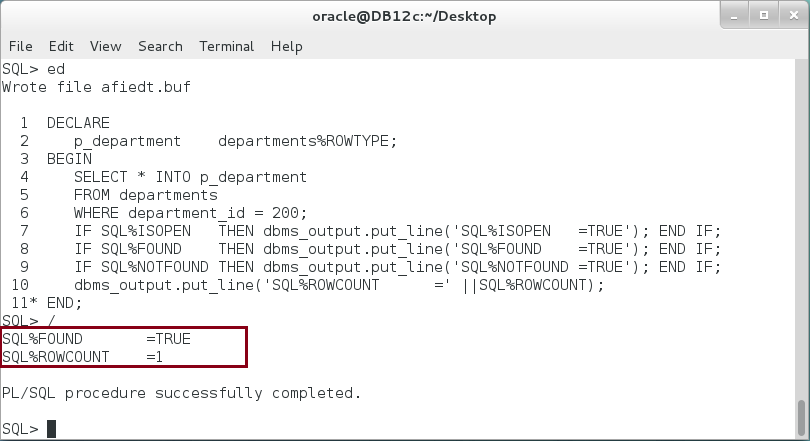 oracle@DB12c:~/Desktop
File Edit View Search Terminal Help
SQL> ed
Wrote file afiedt.buf
1 DECLARE
2    p_department    departments%ROWTYPE;
3 BEGIN
4    SELECT * INTO p_department
5    FROM departments
6    WHERE department_id = 200;
7    IF SQL%ISOPEN   THEN dbms_output.put_line('SQL%ISOPEN   =TRUE'); END IF;
8    IF SQL%FOUND    THEN dbms_output.put_line('SQL%FOUND    =TRUE'); END IF;
9    IF SQL%NOTFOUND THEN dbms_output.put_line('SQL%NOTFOUND =TRUE'); END IF;
10    dbms_output.put_line('SQL%ROWCOUNT     =' ||SQL%ROWCOUNT);
11* END;
SQL> /
SQL%FOUND       =TRUE
SQL%ROWCOUNT    =1
PL/SQL procedure successfully completed.
SQL>